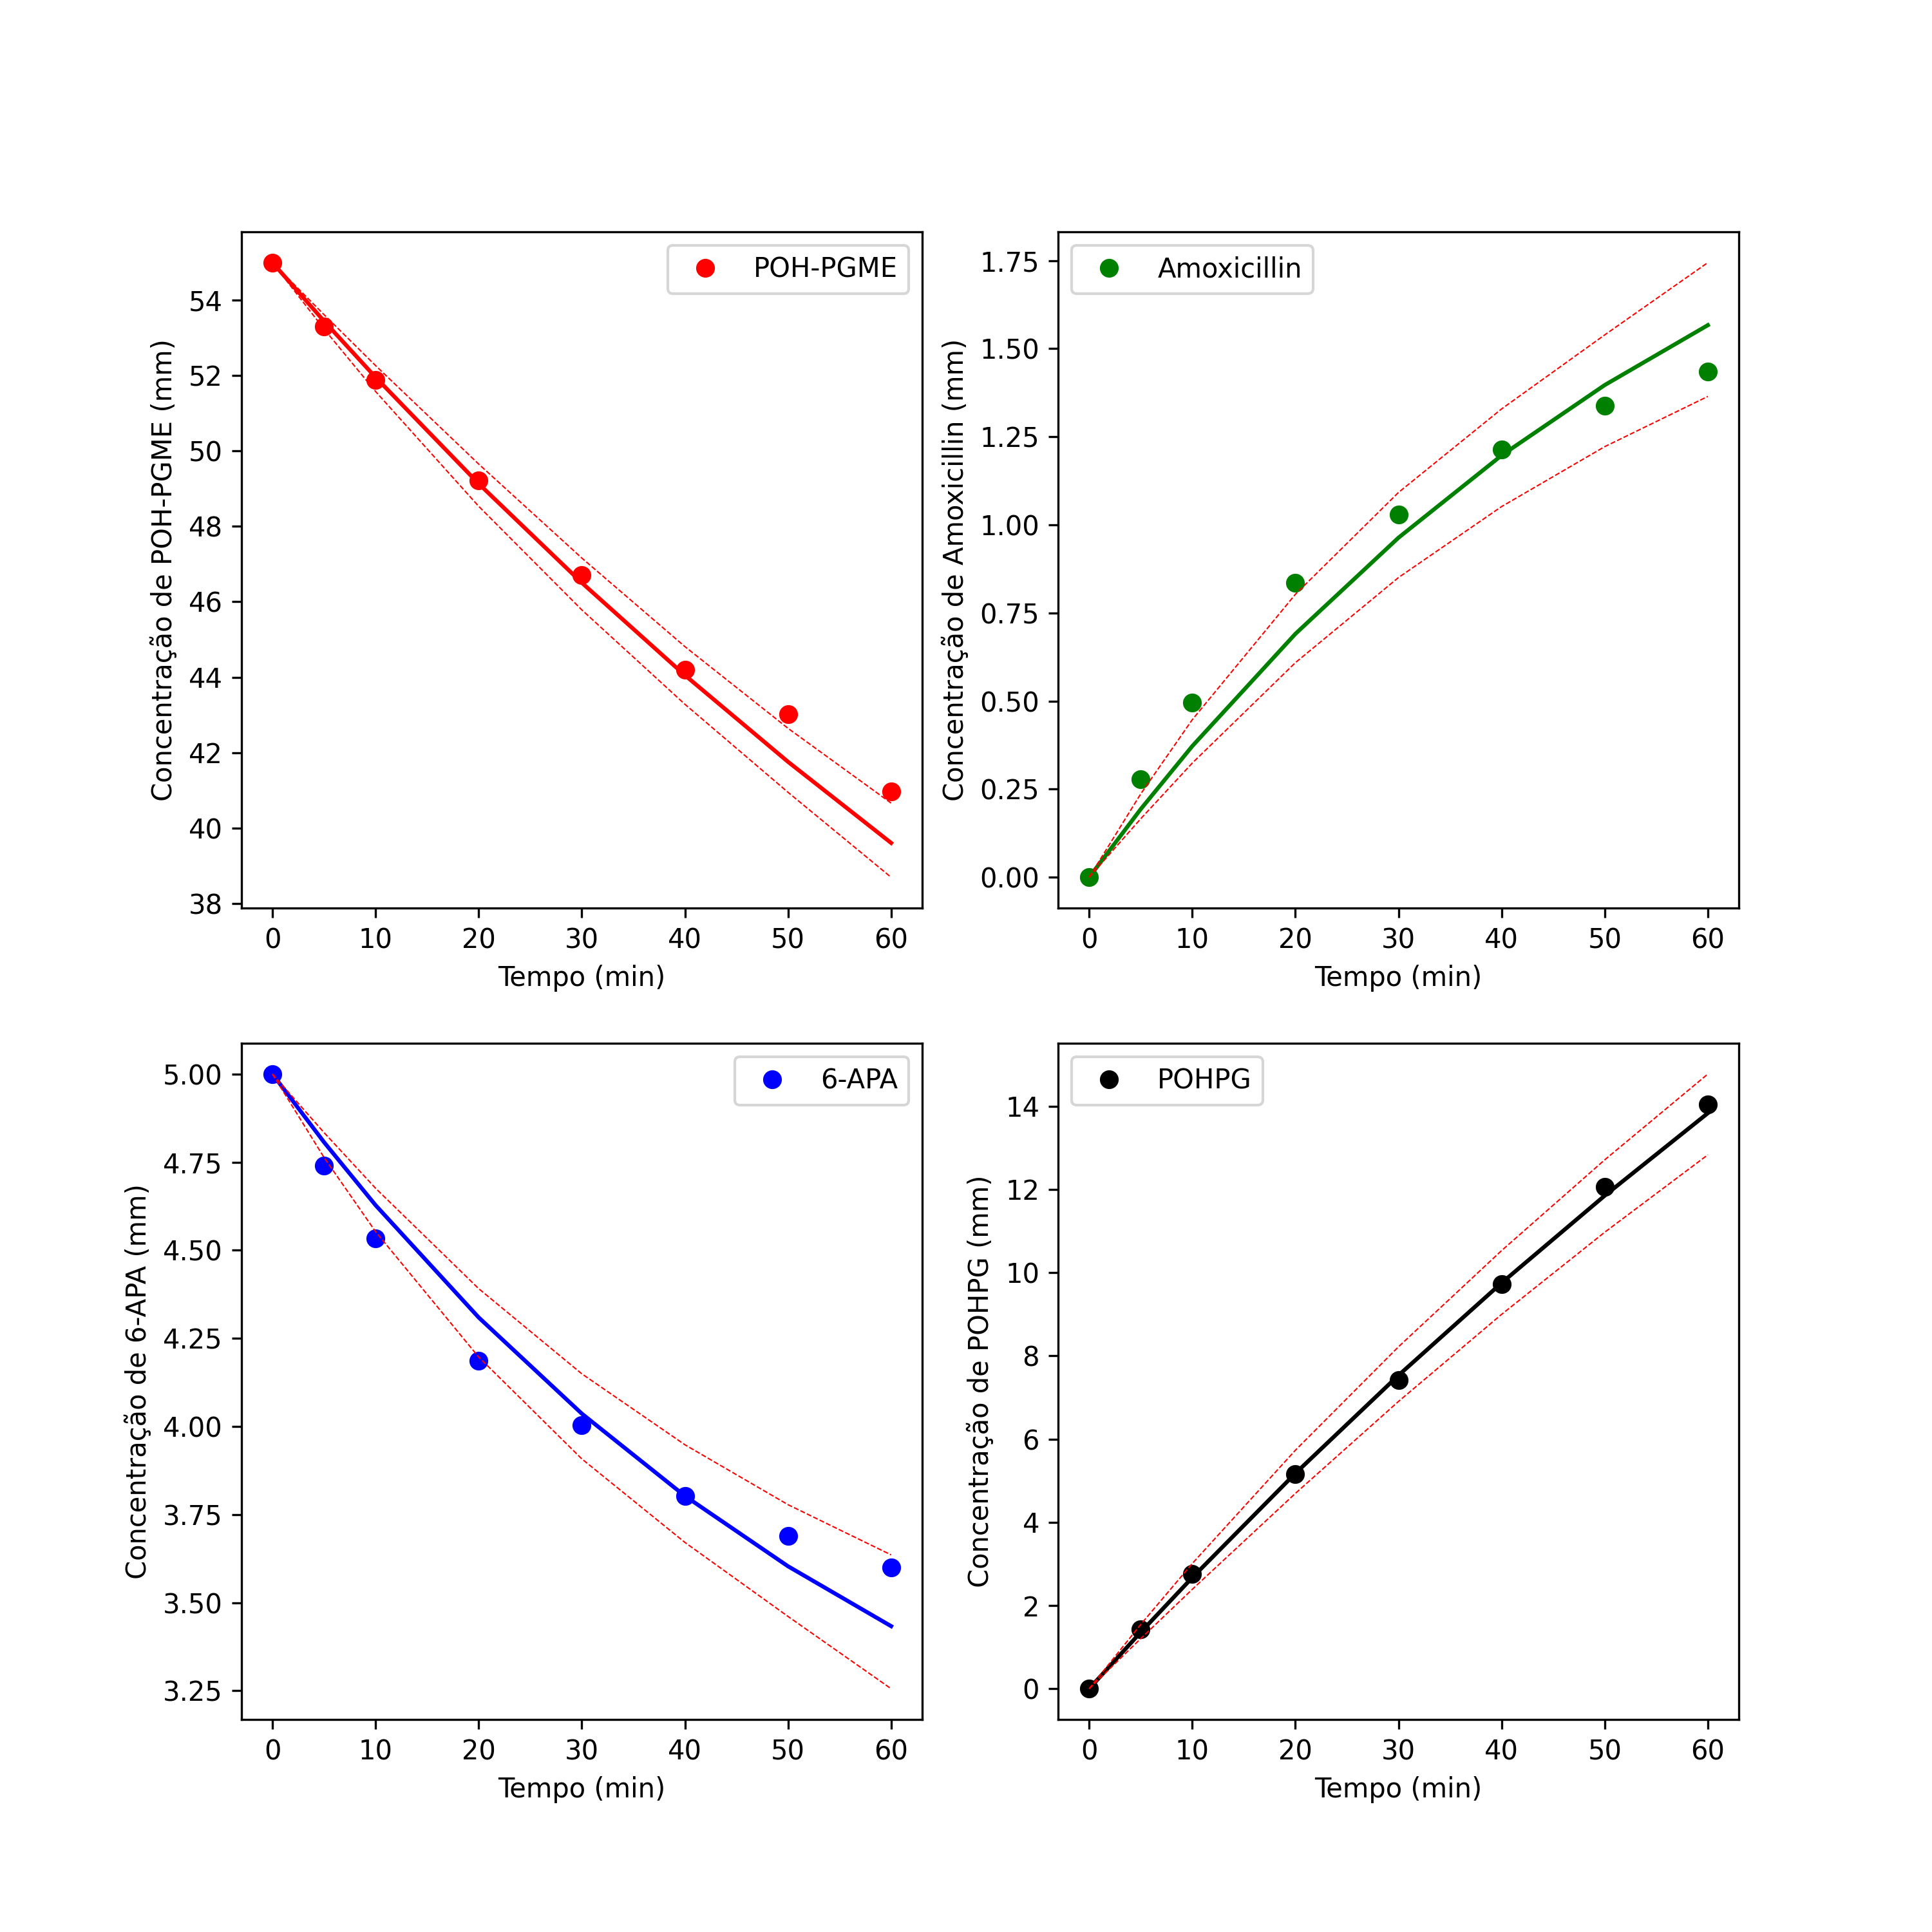 POH-PGME
Concentração de POH-PGME (mm)
54
52
50
48
46
44
42
40
38
0 10 20 30 40 50 60
Tempo (min)
Amoxicillin
Concentração de Amoxicillin (mm)
1.75
1.50
1.25
1.00
0.75
0.50
0.25
0.00
0 10 20 30 40 50 60
Tempo (min)
6-APA
Concentração de 6-APA (mm)
5.00
4.75
4.50
4.25
4.00
3.75
3.50
3.25
0 10 20 30 40 50 60
Tempo (min)
POHPG
Concentração de POHPG (mm)
14
12
10
8
6
4
2
0
0 10 20 30 40 50 60
Tempo (min)